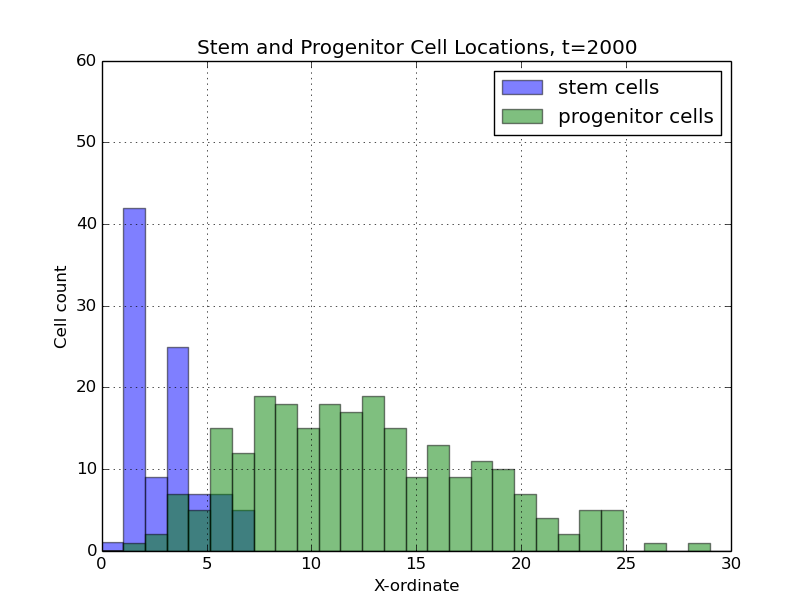 Stem and Progenitor Cell Locations, t=2000
stem cells
progenitor cells
Cell count
60
50
40
30
20
10
0
0 5 10 15 20 25 30
X-ordinate